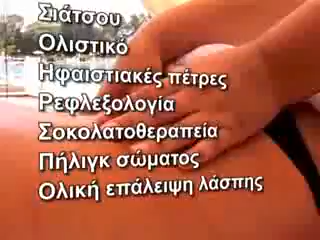 Σιάτσου
Ολιστικό
Ηφαιστιακές πέτρες
Ρεφλεξολογία
Σοκολατοθεραπεία
Πήλιγκ σώματος
Ολική επάλειψη λάσπης